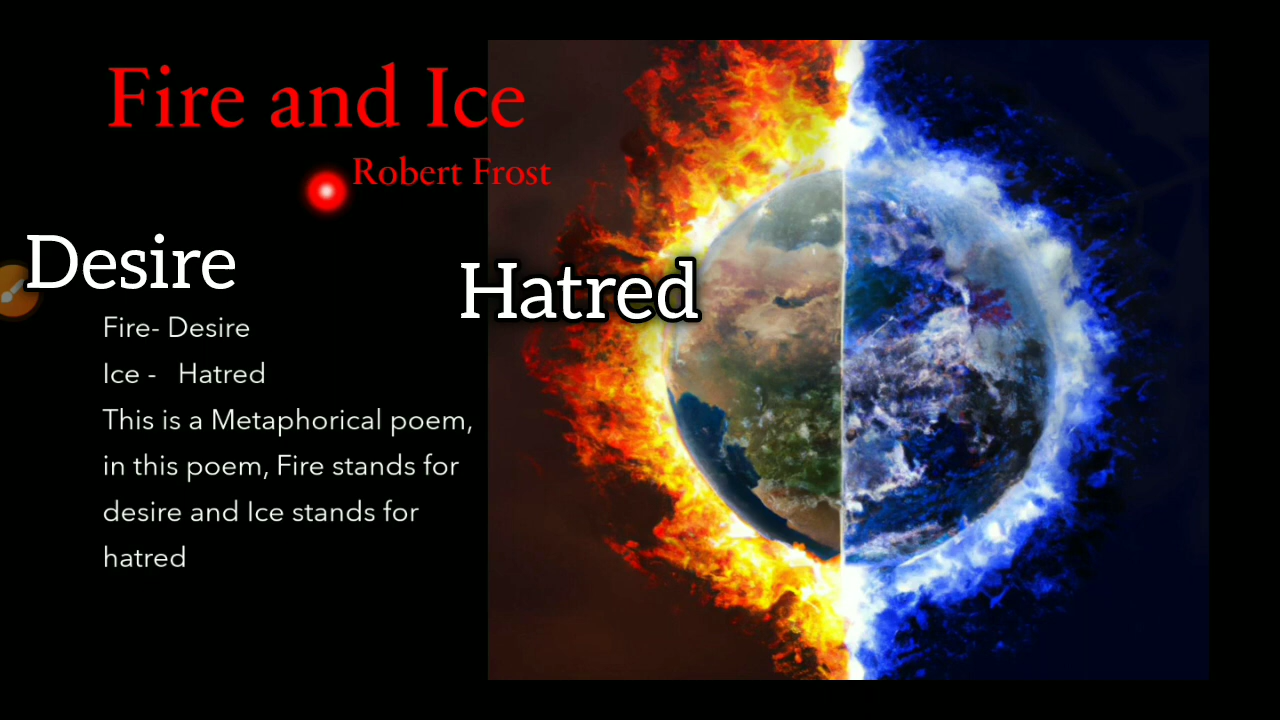 Fire and Ice
Robert Frost
Desire
Hatred
Fire- Desire
Ice - Hatred
This is a Metaphorical poem,
in this poem, Fire stands for
desire and Ice stands for
hatred